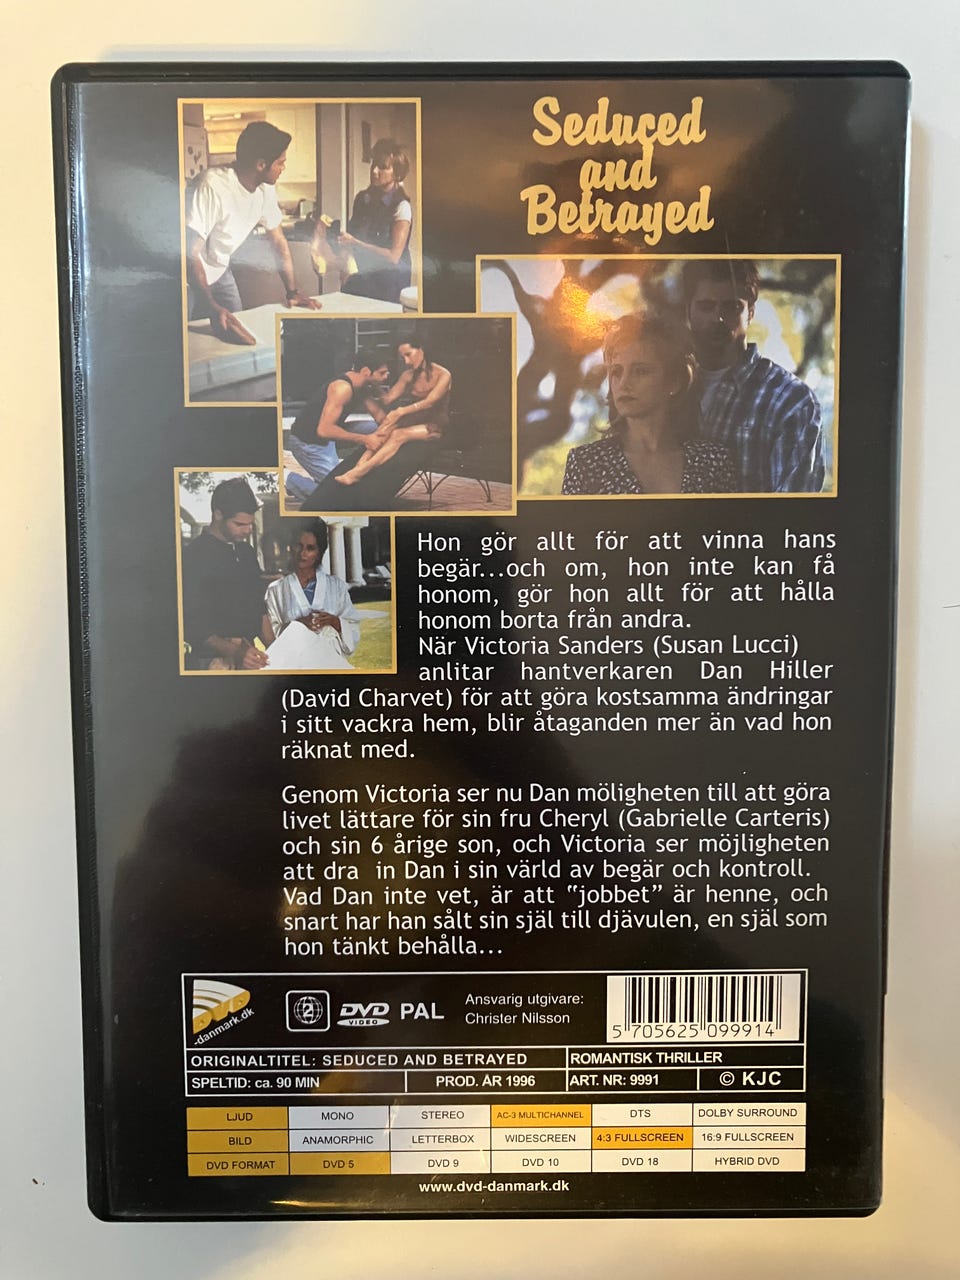 Seduced
and
Betrayed
Hon gör allt för att vinna hans
begär...och om, hon inte kan få
honom, gör hon allt för att hålla
honom borta från andra.
När Victoria Sanders (Susan Lucci)
anlitar hantverkaren Dan Hiller
(David Charvet) för att göra kostsamma ändringar
i sitt vackra hem, blir åtaganden mer än vad hon
räknat med.
Genom Victoria ser nu Dan möligheten till att göra
livet lättare för sin fru Cheryl (Gabrielle Carteris)
och sin 6 årige son, och Victoria ser möjligheten
att dra in Dan i sin värld av begär och kontroll.
Vad Dan inte vet, är att "jobbet" är henne, och
snart har han sålt sin själ till djävulen, en själ som
hon tänkt behålla...
DVD
-danmark.dk
2
DVD
VIDEO
PAL
Ansvarig utgivare:
Christer Nilsson
5 705625 099914
ORIGINALTITEL: SEDUCED AND BETRAYED
ROMANTISK THRILLER
SPELTID: ca. 90 MIN
PROD. ÅR 1996
ART. NR: 9991
© KJC
LJUD MONO STEREO AC-3 MULTICHANNEL DTS DOLBY SURROUND
BILD ANAMORPHIC LETTERBOX WIDESCREEN 4:3 FULLSCREEN 16:9 FULLSCREEN
DVD FORMAT DVD 5 DVD 9 DVD 10 DVD 18 HYBRID DVD
www.dvd-danmark.dk